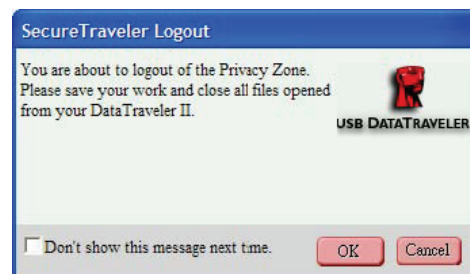 SecureTraveler Logout
You are about to logout of the Privacy Zone.
Please save your work and close all files opened
from your DataTraveler II.
USB DATATRAVELER
Don't show this message next time.
OK
Cancel